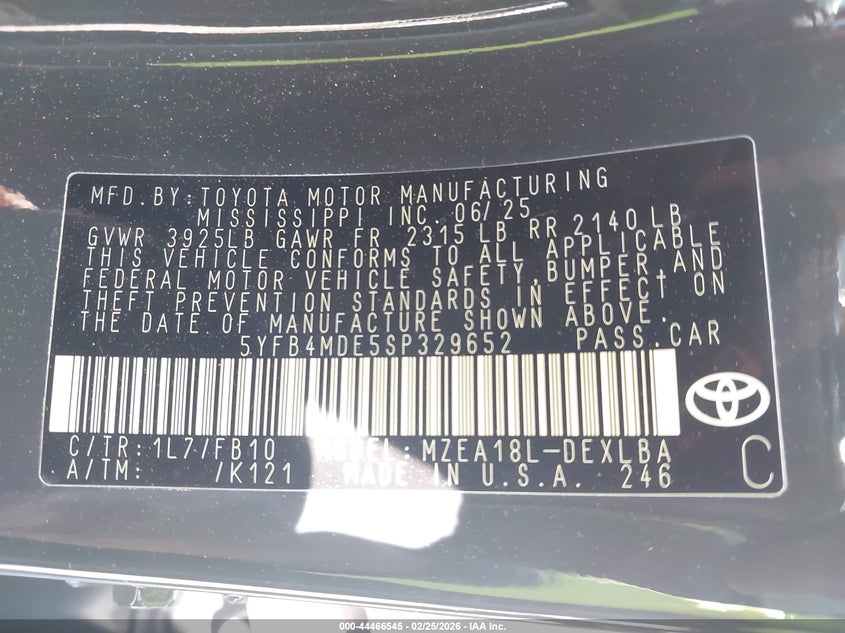 MFD. BY: TOYOTA MOTOR MANUFACTURING
MISSISSIPPI INC. 06/25
GVWR 3925LB GAWR FR 2315 LB RR 2140 LB
THIS VEHICLE CONFORMS TO ALL APPLICABLE
FEDERAL MOTOR VEHICLE SAFETY, BUMPER, AND
THEFT PREVENTION STANDARDS IN EFFECT ON
THE DATE OF MANUFACTURE SHOWN ABOVE.
5YFB4MDE5SP329652 PASS. CAR
C/TR: 1L7/FB10 MODEL: MZEA18L-DEXLBA
A/TM: /K121 MADE IN U.S.A. 246 C
000-44466545 - 02/25/2026 - IAA Inc.